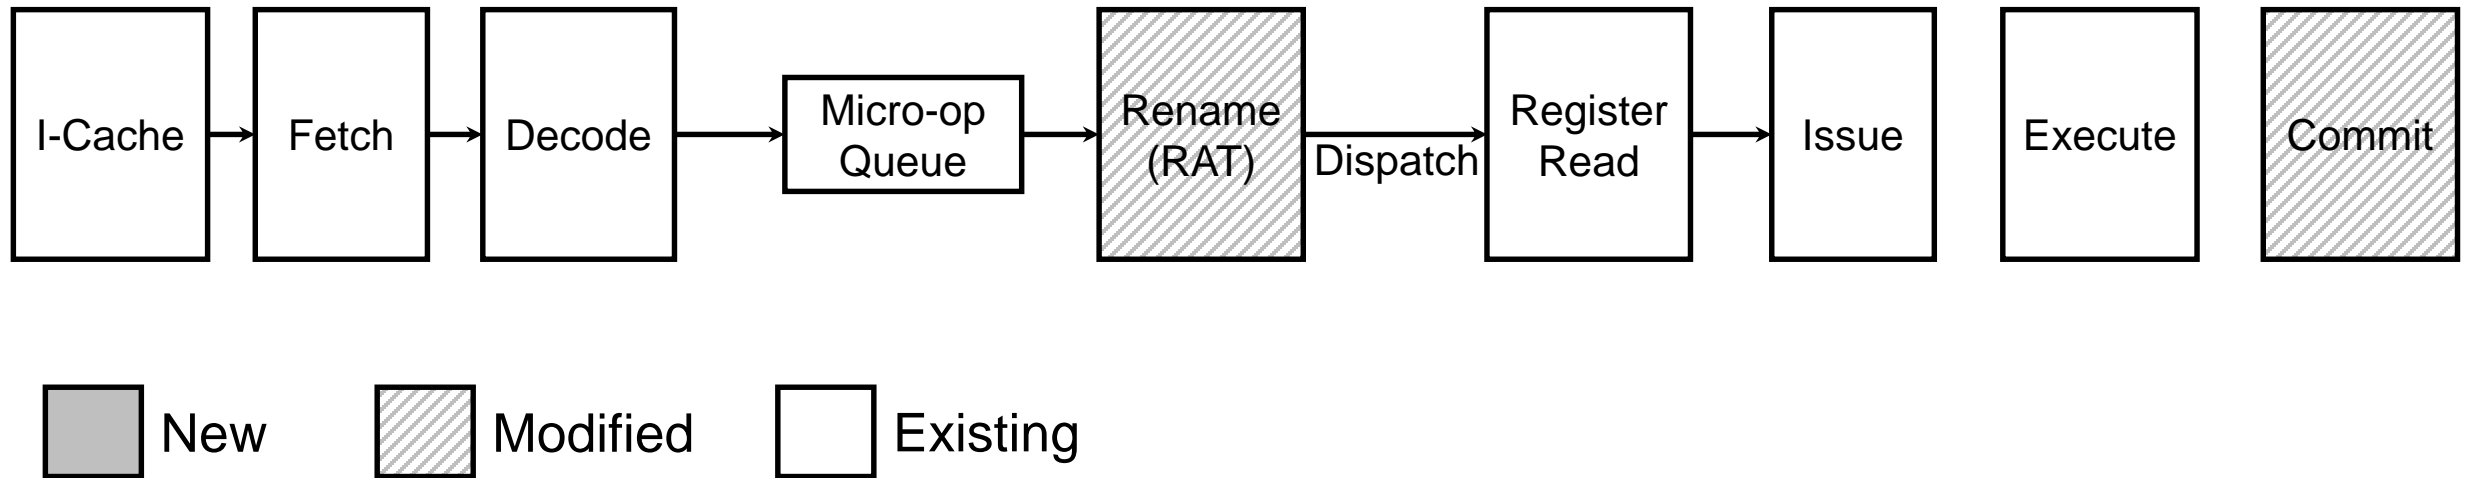 I-Cache
Fetch
Decode
Micro-op
Queue
Rename
(RAT)
Dispatch
Register
Read
Issue
Execute
Commit
New
Modified
Existing